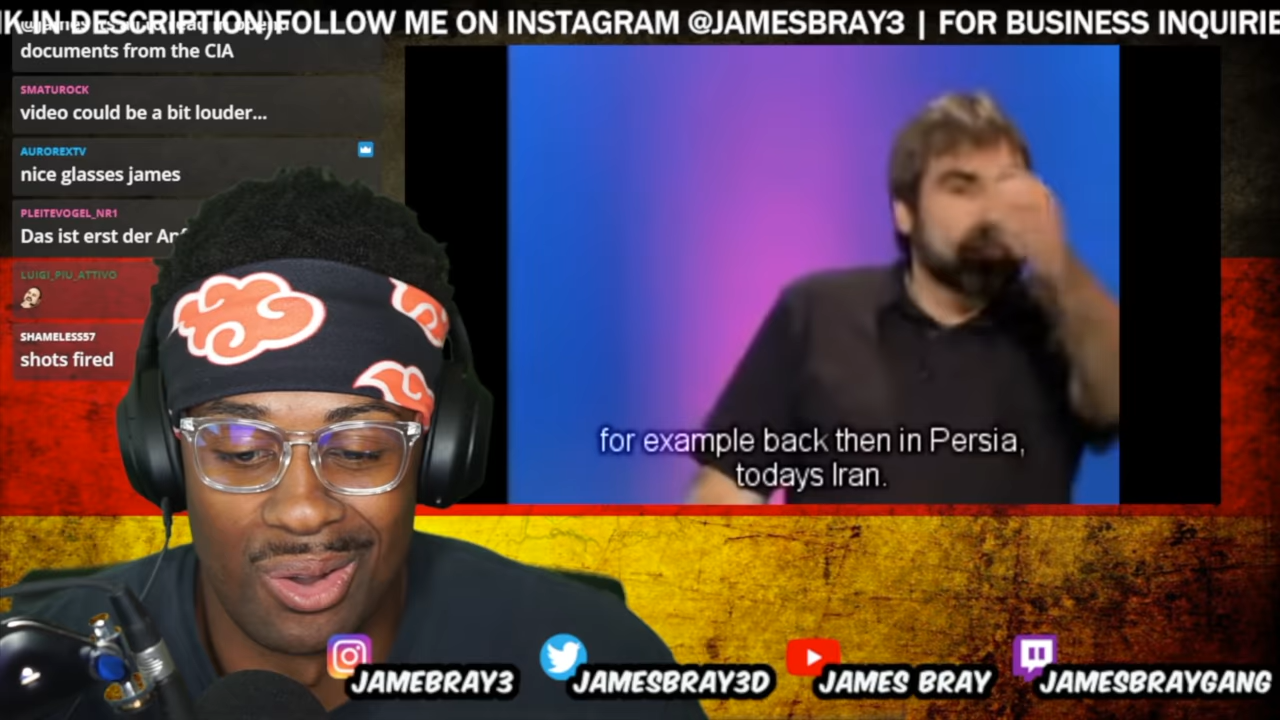 K IN DESCRIPTION)FOLLOW ME ON INSTAGRAM @JAMESBRAY3 | FOR BUSINESS INQUIRIE
documents from the CIA
SMATUROCK
video could be a bit louder...
AUROREXTV
nice glasses james
PLEITEVOGEL_NR1
Das ist erst der
LUIGI_PIU_ATTIVO
SHAMELESS57
shots fired
for example back then in Persia,
todays Iran.
JAMEBRAY3
JAMESBRAY3D
JAMES BRAY
JAMESBRAYGANG